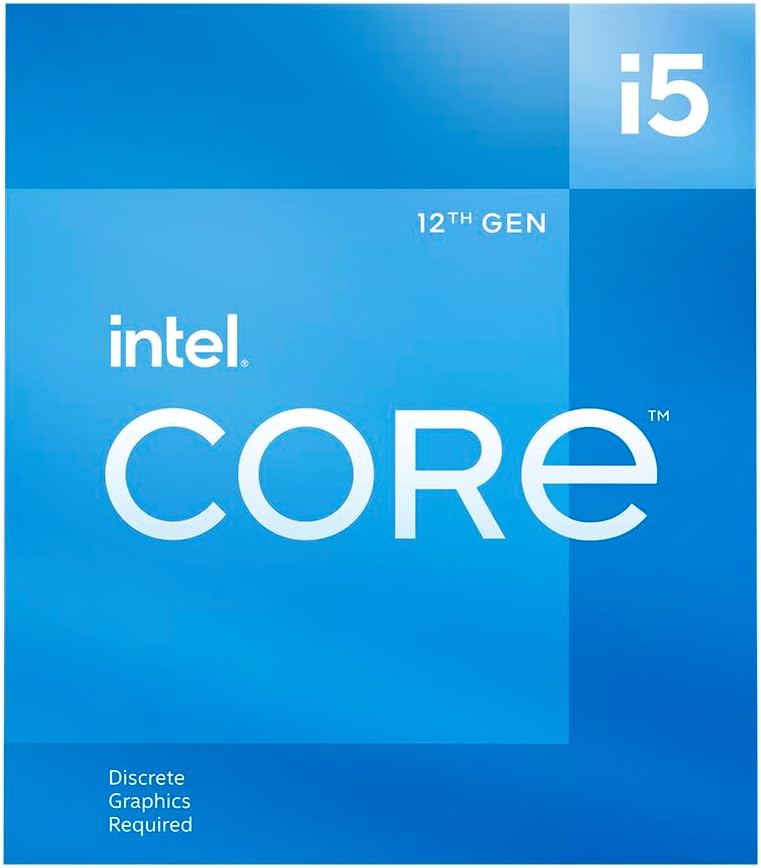 i5
12TH GEN
intel®
CORe™
Discrete
Graphics
Required